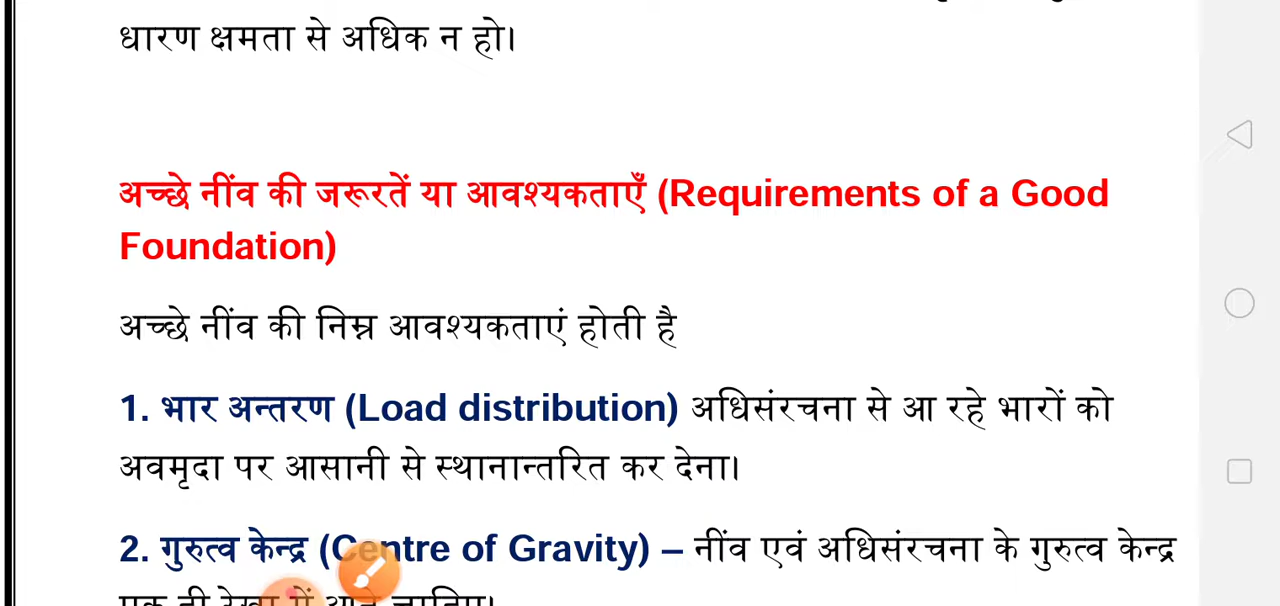 धारण क्षमता से अधिक न हो।
अच्छे नींव की जरूरतें या आवश्यकताएँ (Requirements of a Good
Foundation)
अच्छे नींव की निम्न आवश्यकताएं होती है
1. भार अन्तरण (Load distribution) अधिसंरचना से आ रहे भारों को
अवमृदा पर आसानी से स्थानान्तरित कर देना।
2. गुरुत्व केन्द्र (Centre of Gravity) – नींव एवं अधिसंरचना के गुरुत्व केन्द्र